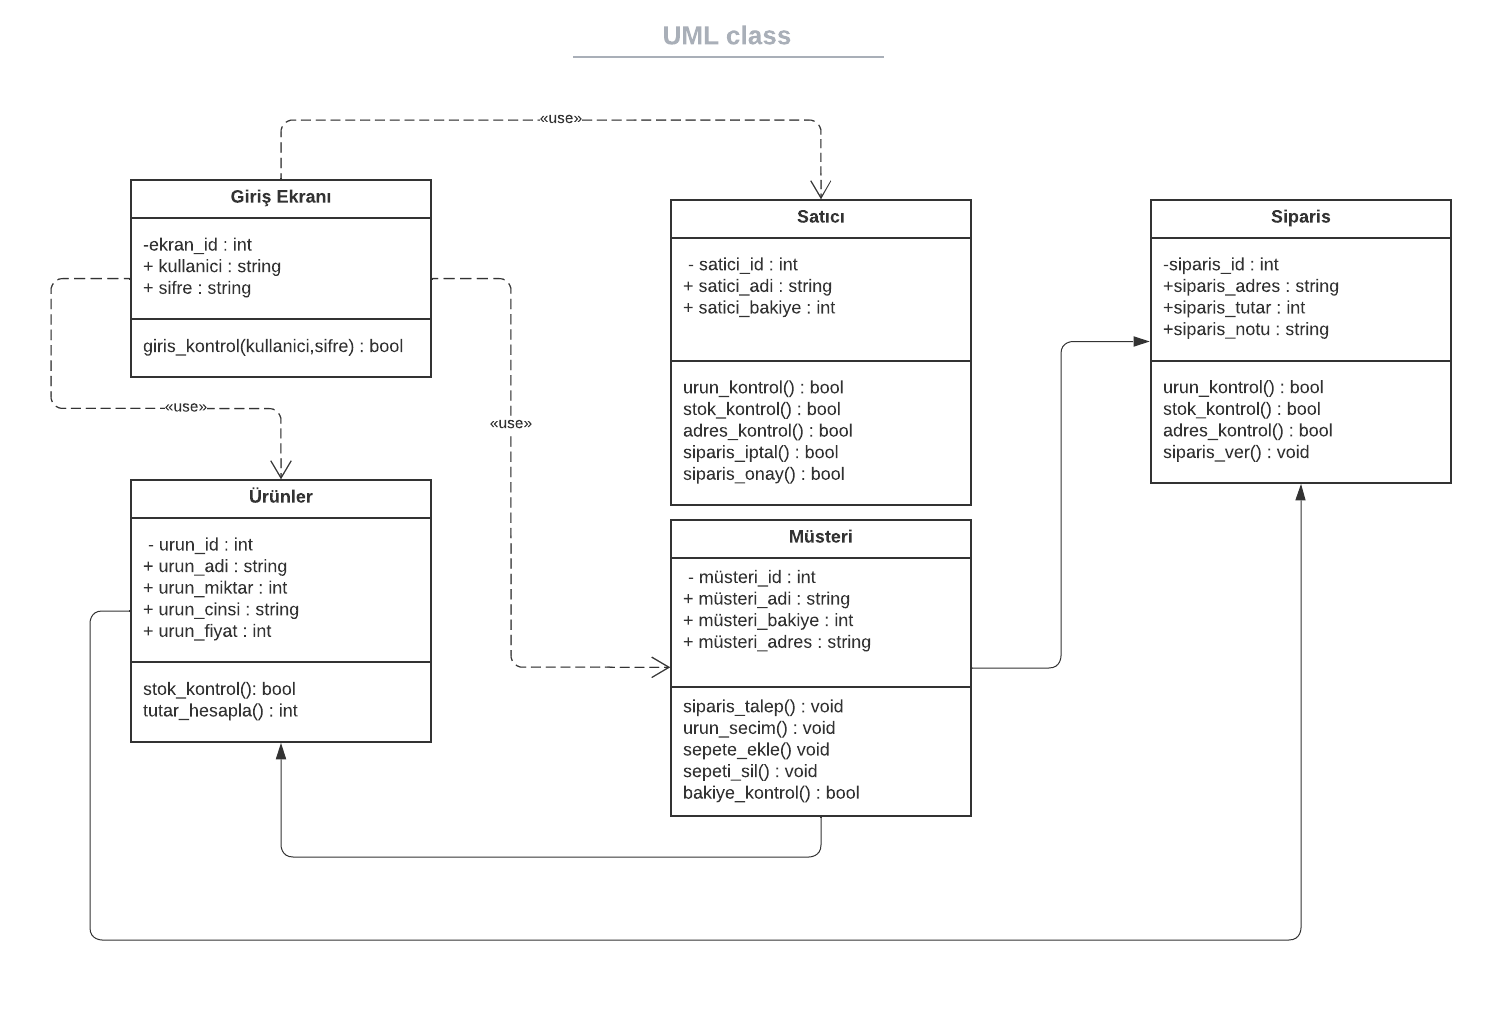 UML class
«use»
Giriş Ekranı
-ekran_id : int
+ kullanici : string
+ sifre : string
giris_kontrol(kullanici,sifre) : bool
«use»
«use»
Satıcı
- satici_id : int
+ satici_adi : string
+ satici_bakiye : int
urun_kontrol() : bool
stok_kontrol() : bool
adres_kontrol() : bool
siparis_iptal() : bool
siparis_onay() : bool
Siparis
-siparis_id : int
+siparis_adres : string
+siparis_tutar : int
+siparis_notu : string
urun_kontrol() : bool
stok_kontrol() : bool
adres_kontrol() : bool
siparis_ver() : void
Ürünler
- urun_id : int
+ urun_adi : string
+ urun_miktar : int
+ urun_cinsi : string
+ urun_fiyat : int
stok_kontrol(): bool
tutar_hesapla() : int
Müsteri
- müsteri_id : int
+ müsteri_adi : string
+ müsteri_bakiye : int
+ müsteri_adres : string
siparis_talep() : void
urun_secim() : void
sepete_ekle() void
sepeti_sil() : void
bakiye_kontrol() : bool